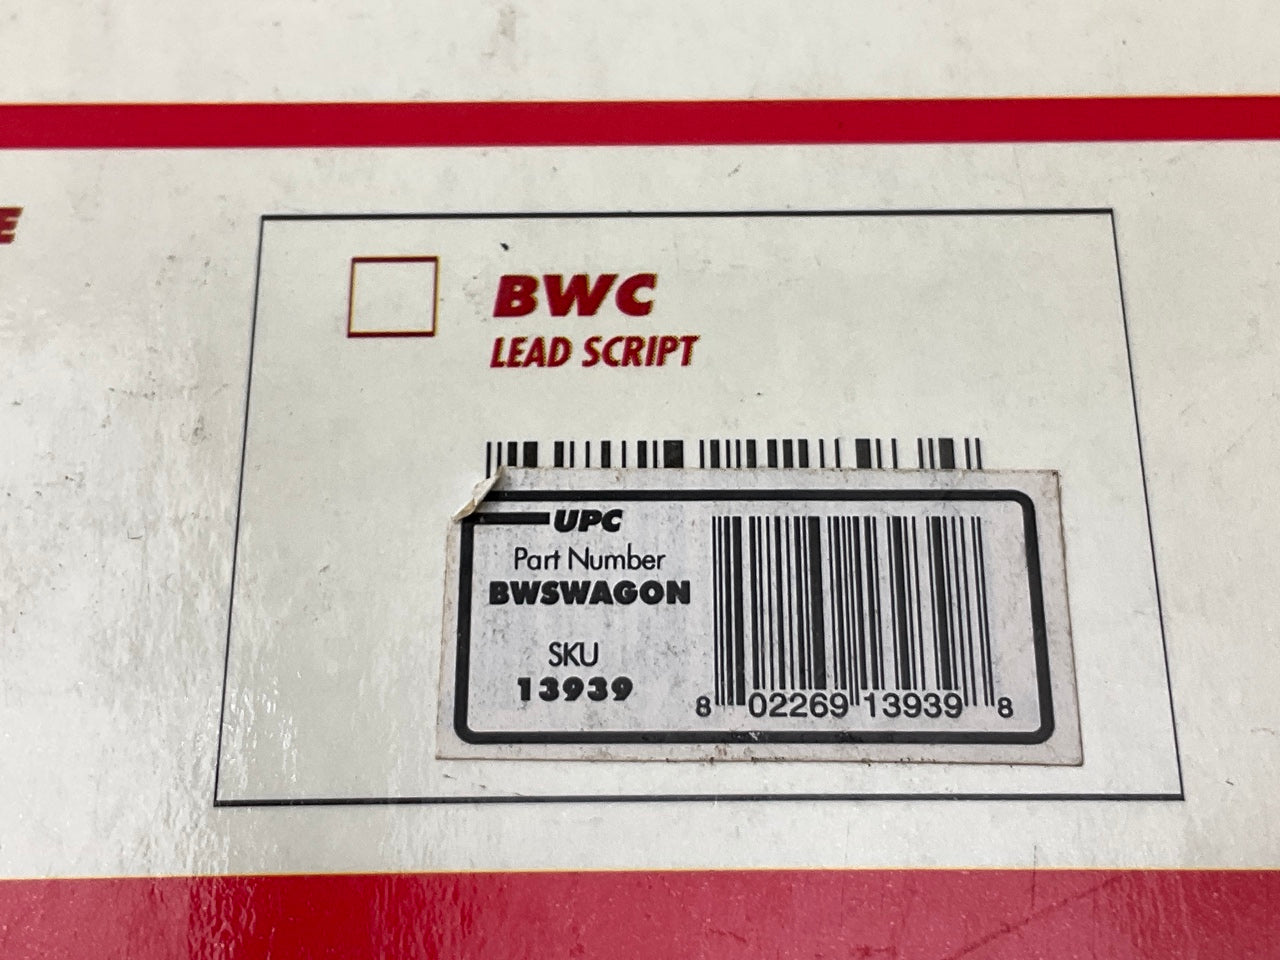 E
BWC
LEAD SCRIPT
UPC
Part Number
BWSWAGON
SKU
13939
8 02269 13939 8